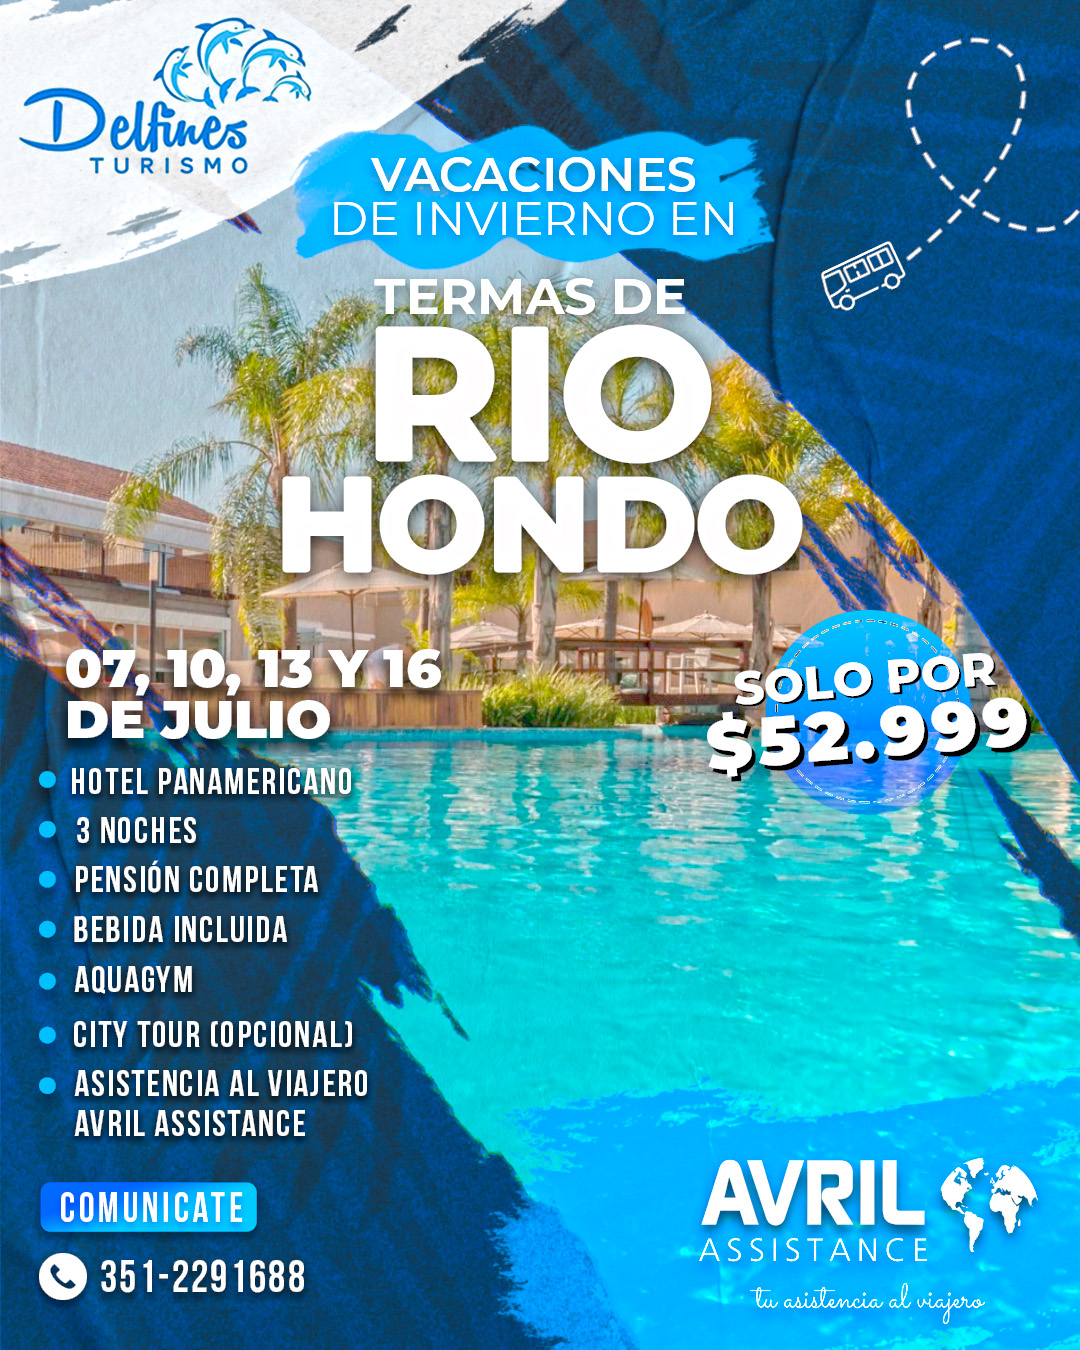 Delfines
TURISMO
VACACIONES
DE INVIERNO EN
TERMAS DE
RIO
HONDO
07, 10, 13 Y 16
DE JULIO
SOLO POR
$52.999
HOTEL PANAMERICANO
3 NOCHES
PENSIÓN COMPLETA
BEBIDA INCLUIDA
AQUAGYM
CITY TOUR (OPCIONAL)
ASISTENCIA AL VIAJERO
AVRIL ASSISTANCE
COMUNICATE
351-2291688
AVRIL
ASSISTANCE
tu asistencia al viajero